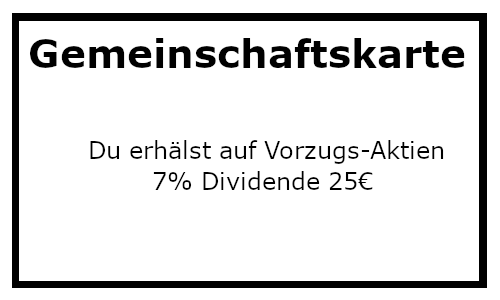 Gemeinschaftskarte
Du erhälst auf Vorzugs-Aktien
7% Dividende 25€